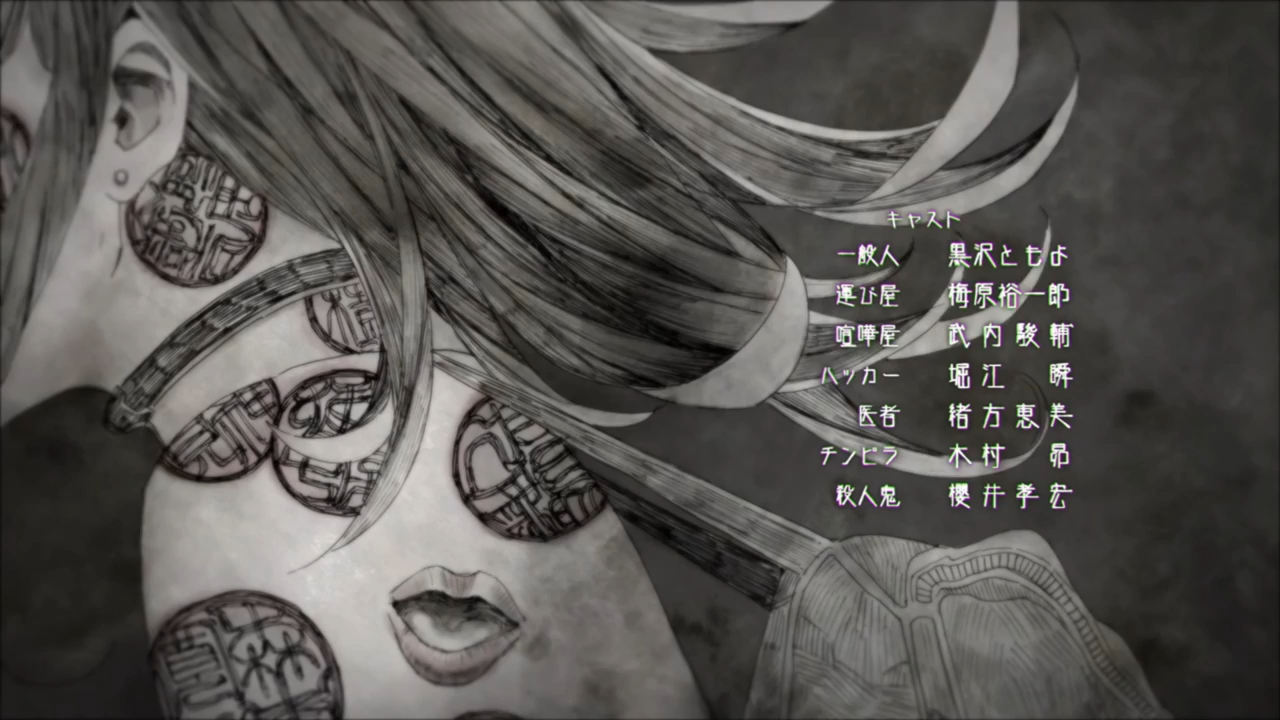 キャスト
一般人 黒沢ともよ
運び屋 梅原裕一郎
喧嘩屋 武内駿輔
ハッカー 堀江 瞬
医者 緒方恵美
チンピラ 木村 昴
殺人鬼 櫻井孝宏